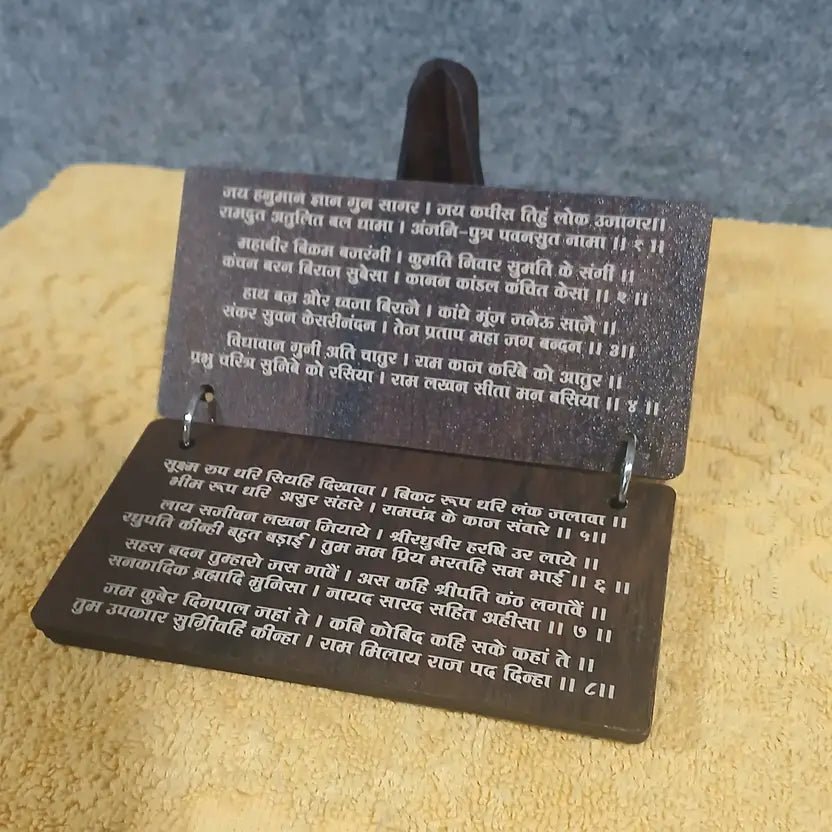 जय हनुमान ज्ञान गुन सागर । जय कपीस तिहुं लोक उजागर।।
रामदुत अतुलित बल धामा । अंजनि-पुत्र पवनसुत नामा ।। १ ।।
महाबीर बिक्रम बजरंगी । कुमति निवार सुमति के संगी ।।
कंचन बरन बिराज सुबेसा । कानन कांडल कंचित केसा ।। २ ।।
हाथ बज्र और ध्वजा बिराजै । कांधे मूंज जनेऊ साजै ।।
संकर सुवन केसरीनंदन । तेज प्रताप महा जग बन्दन ।। ३।।
विद्यावान गुनी अति चातुर । राम काज करिबे को आतुर ।।
प्रभु चरित्र सुनिबे को रसिया । राम लखन सीता मन बसिया ।। ४ ।।
सूक्ष्म रुप धरि सियहिं दिखावा । बिकट रूप धरि लंक जलावा ।।
भीम रूप धरि असुर संहारे । रामचंद्र के काज संवारे ।। ५।।
लाय सजीवन लखन जियाये । श्रीरधुबीर हरषि उर लाये ।।
रघुपति कीन्ही बहुत बड़ाई । तुम मम प्रिय भरतहि सम भाई ।। ६ ।।
सहस बदन तुम्हारो जस गावैं । अस कहि श्रीपति कंठ लगावैं ।।
सनकादिक ब्रह्मादि मुनिसा । नायद सारद सहित अहीसा ।। ७ ।।
जम कुबेर दिगपाल जहां ते । कबि कोबिद कहि सके कहां ते ।।
तुम उपकाार सुग्रिीवहिं कीन्हा । राम मिलाय राज पद दिन्हा ।। ८।।